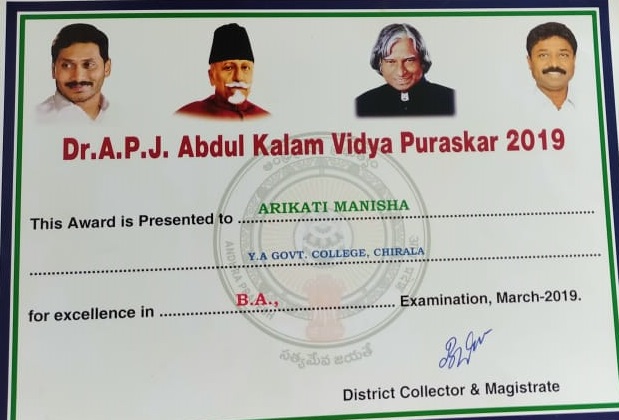 Dr.A.P.J. Abdul Kalam Vidya Puraskar 2019
This Award is Presented to ARIKATI MANISHA
Y.A GOVT. COLLEGE, CHIRALA
for excellence in B.A., Examination, March-2019.
సత్యమేవ జయతే
District Collector & Magistrate